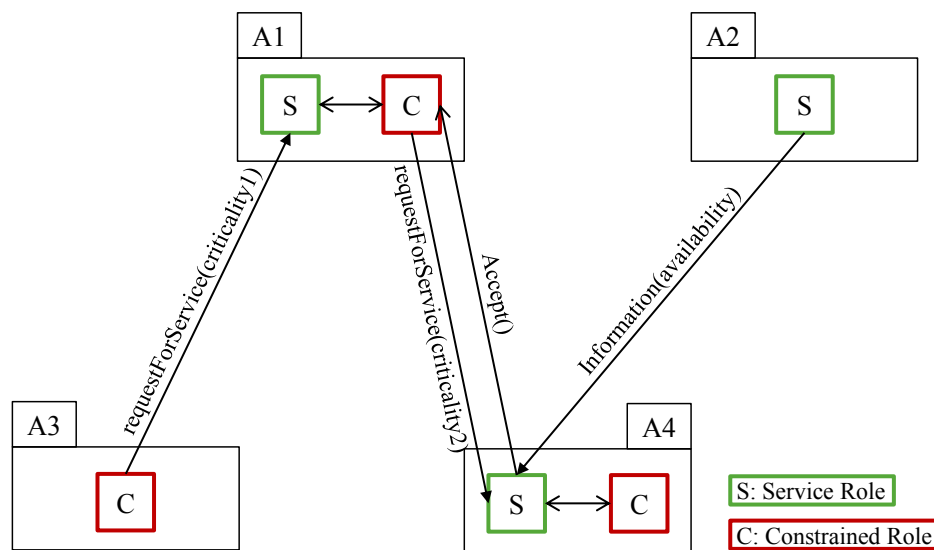 A1
A2
S
C
S
requestForService(criticality1)
requestForService(criticality2)
Accept()
Information(availability)
A3
A4
C
S
C
S: Service Role
C: Constrained Role